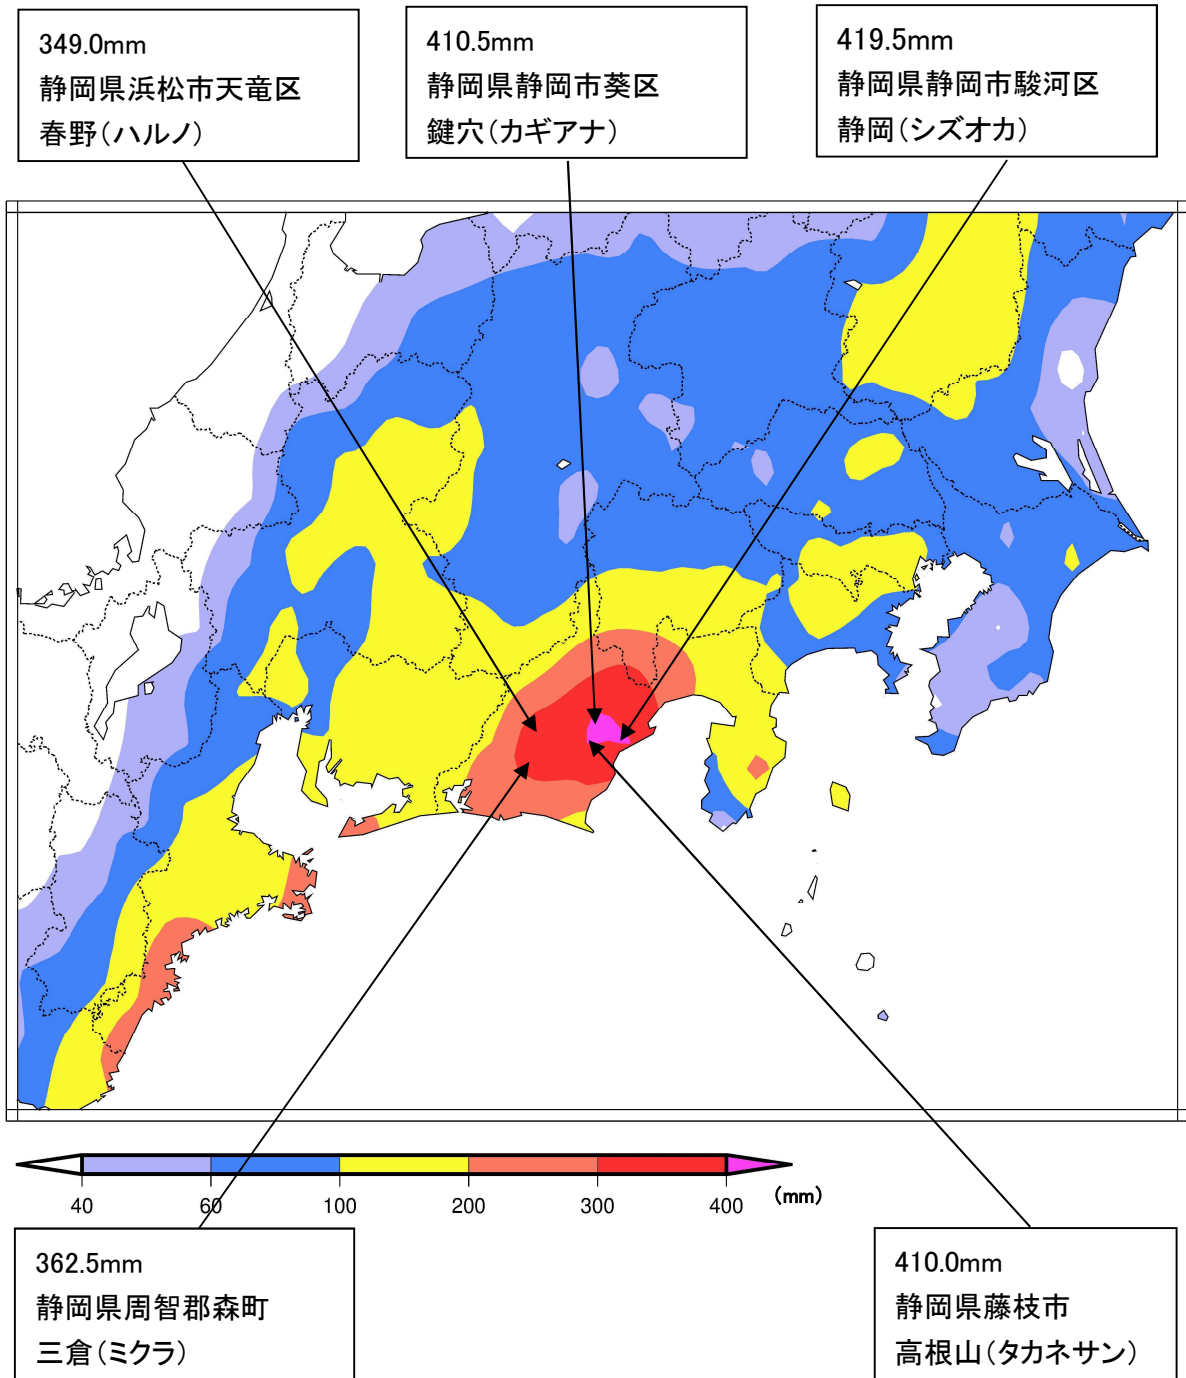 349.0mm
静岡県浜松市天竜区
春野(ハルノ)
410.5mm
静岡県静岡市葵区
鍵穴(カギアナ)
419.5mm
静岡県静岡市駿河区
静岡(シズオカ)
40 60 100 200 300 400 (mm)
362.5mm
静岡県周智郡森町
三倉(ミクラ)
410.0mm
静岡県藤枝市
高根山(タカネサン)